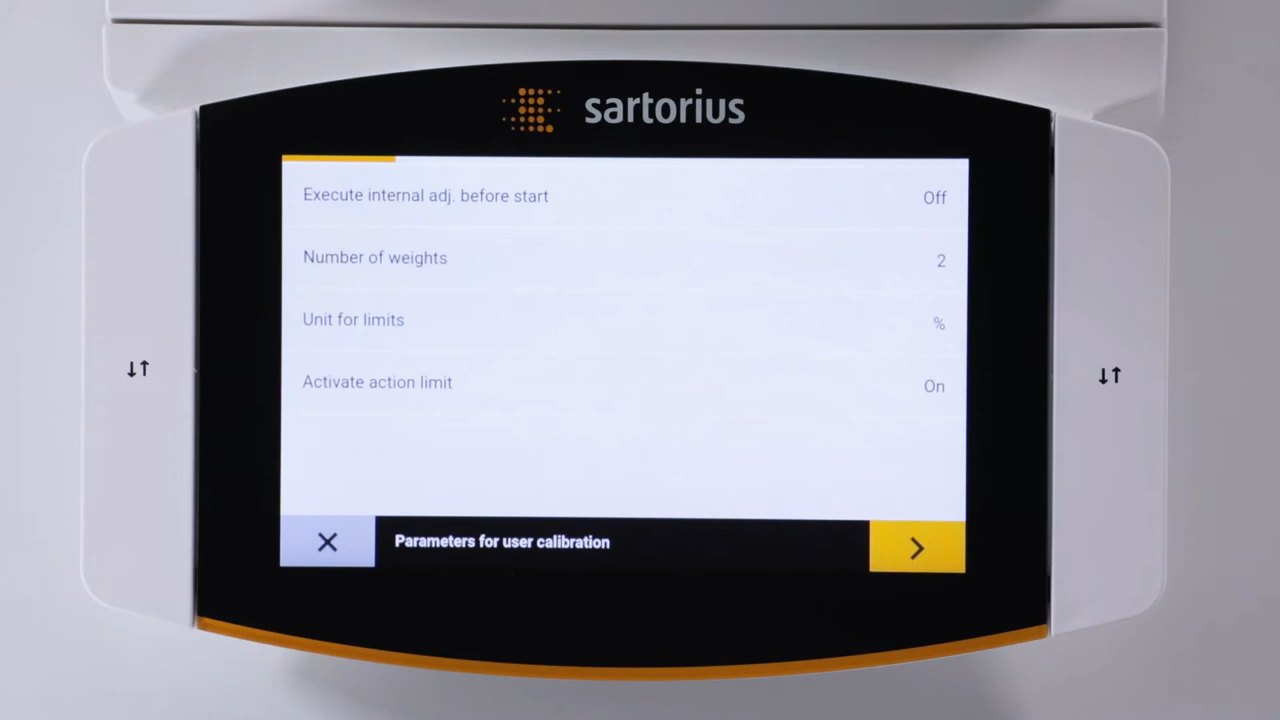 sartorius
Execute internal adj. before start Off
Number of weights 2
Unit for limits %
Activate action limit On
↓↑
↓↑
Parameters for user calibration